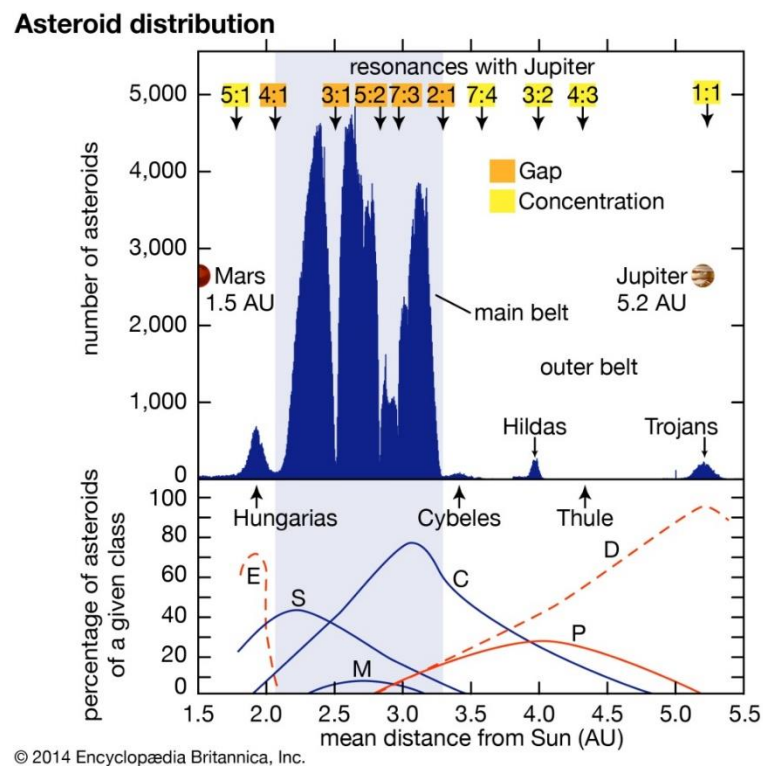 Asteroid distribution
resonances with Jupiter
5:1 4:1 3:1 5:2 7:3 2:1 7:4 3:2 4:3 1:1
5,000
4,000
3,000
2,000
1,000
0
number of asteroids
Gap
Concentration
Mars
1.5 AU
Jupiter
5.2 AU
main belt
outer belt
Hildas
Trojans
Hungarias
Cybeles
Thule
100
80
60
40
20
0
percentage of asteroids
of a given class
E
S
M
C
D
P
1.5 2.0 2.5 3.0 3.5 4.0 4.5 5.0 5.5
mean distance from Sun (AU)
© 2014 Encyclopædia Britannica, Inc.